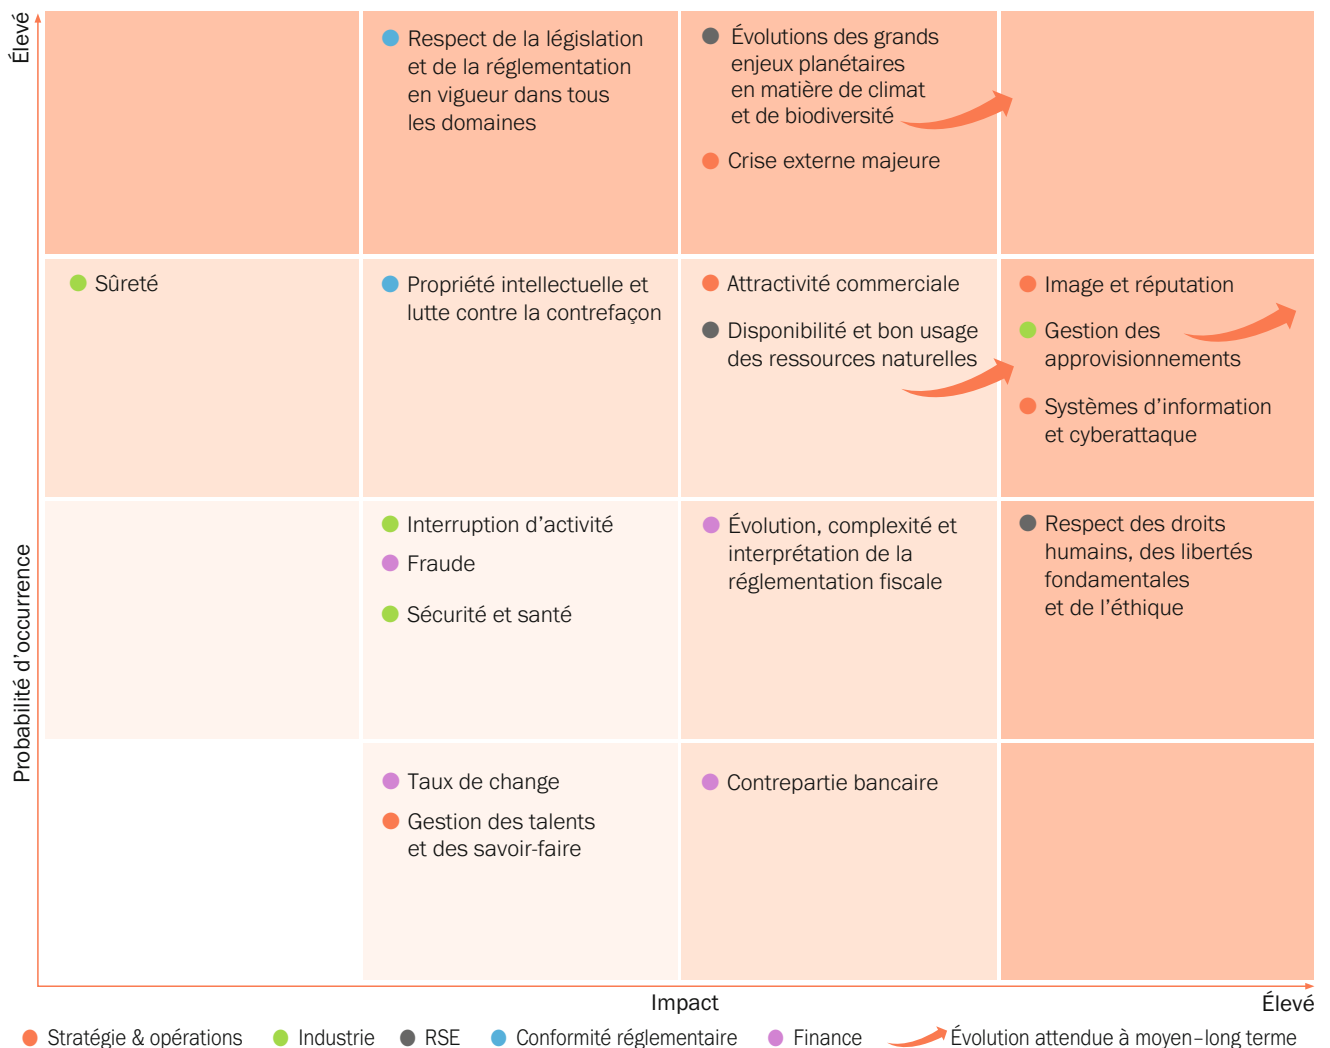 Élevé
Respect de la législation
et de la réglementation
en vigueur dans tous
les domaines
Évolutions des grands
enjeux planétaires
en matière de climat
et de biodiversité
Crise externe majeure
Sûreté
Propriété intellectuelle et
lutte contre la contrefaçon
Attractivité commerciale
Disponibilité et bon usage
des ressources naturelles
Image et réputation
Gestion des
approvisionnements
Systèmes d’information
et cyberattaque
Probabilité d’occurrence
Interruption d’activité
Fraude
Sécurité et santé
Évolution, complexité et
interprétation de la
réglementation fiscale
Respect des droits
humains, des libertés
fondamentales
et de l’éthique
Taux de change
Gestion des talents
et des savoir-faire
Contrepartie bancaire
Impact
Élevé
Stratégie & opérations
Industrie
RSE
Conformité réglementaire
Finance
Évolution attendue à moyen–long terme